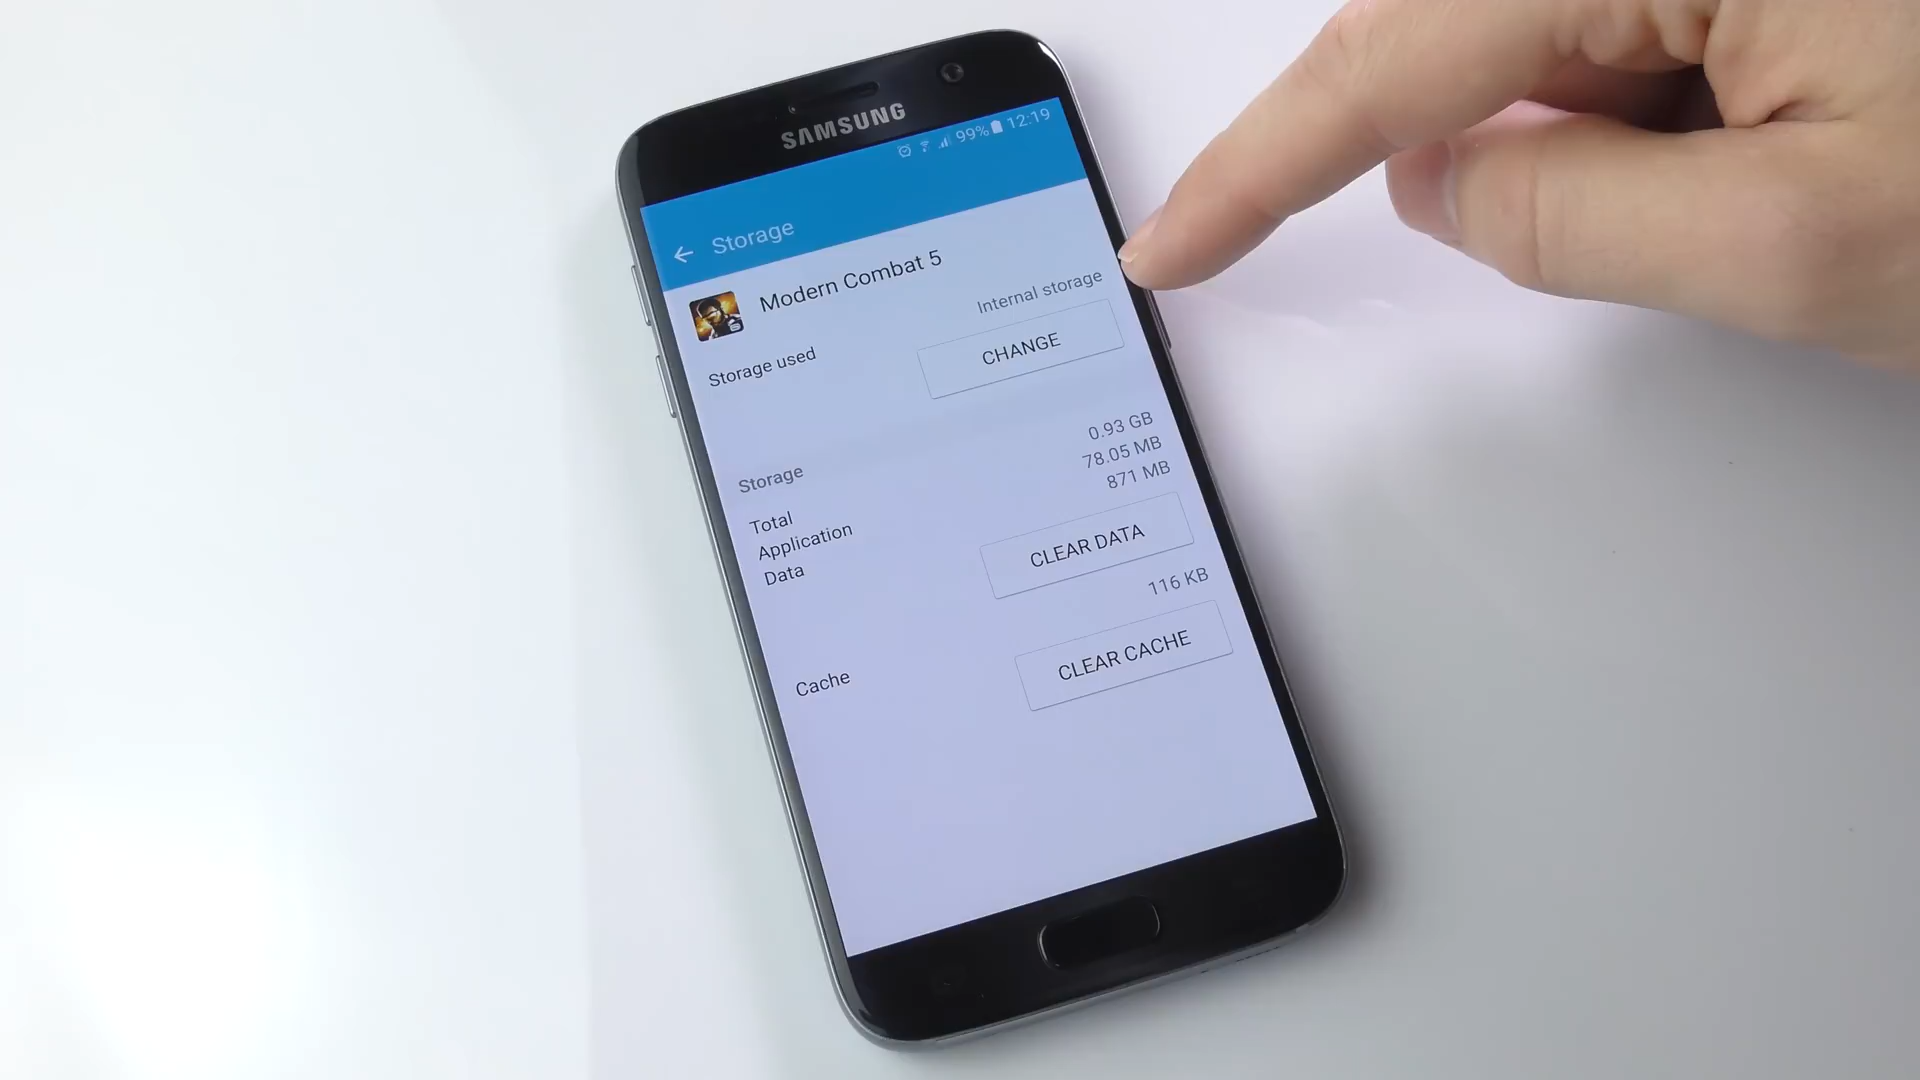 SAMSUNG
99% 12:19
Storage
Modern Combat 5
Storage used
Internal storage
CHANGE
Storage
Total 0.93 GB
Application 78.05 MB
Data 871 MB
CLEAR DATA
Cache 116 KB
CLEAR CACHE